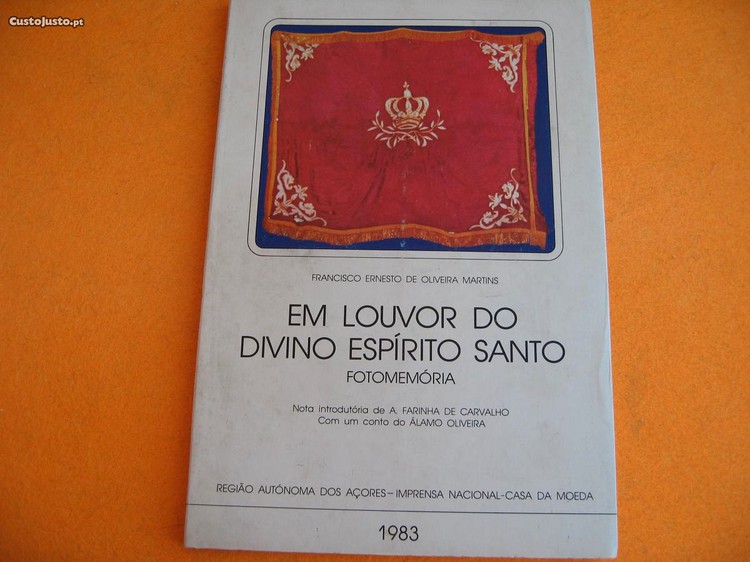 CustoJusto.pt
FRANCISCO ERNESTO DE OLIVEIRA MARTINS
EM LOUVOR DO
DIVINO ESPÍRITO SANTO
FOTOMEMÓRIA
Nota introdutória de A. FARINHA DE CARVALHO
Com um conto do ÁLAMO OLIVEIRA
REGIÃO AUTÓNOMA DOS AÇORES – IMPRENSA NACIONAL-CASA DA MOEDA
1983